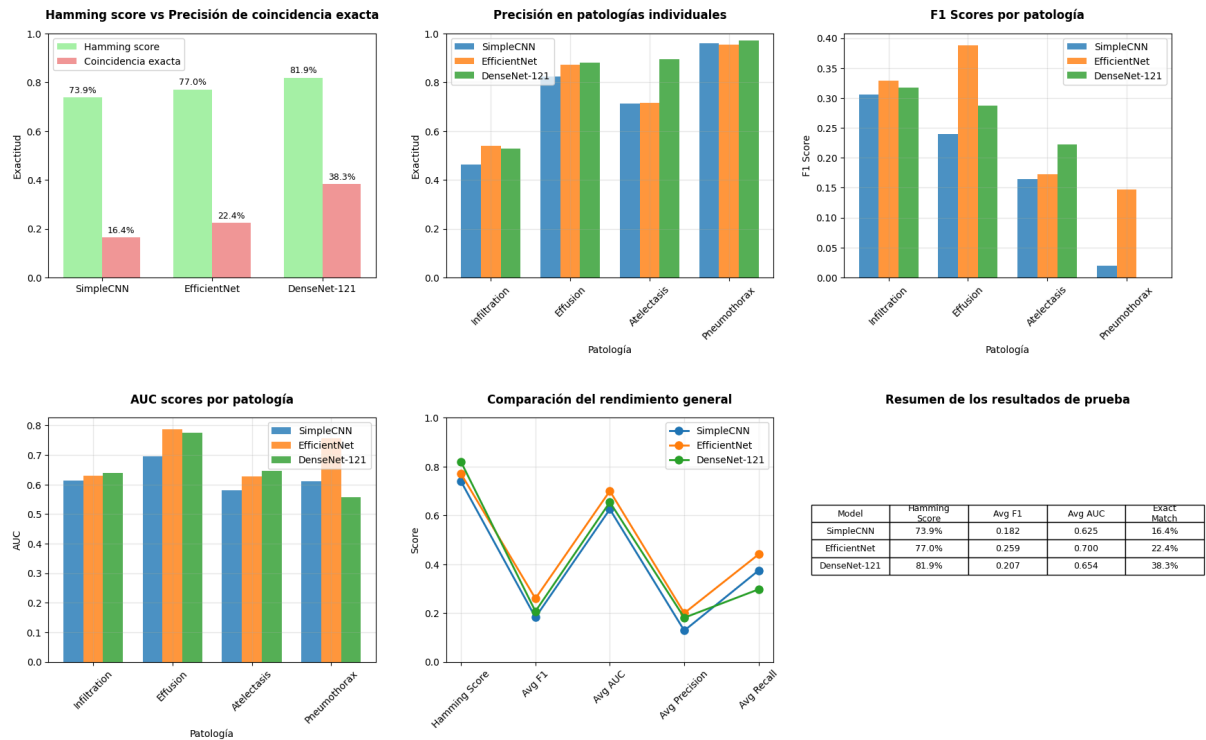 Hamming score vs Precisión de coincidencia exacta
Exactitud
1.0
0.8
0.6
0.4
0.2
0.0
Hamming score
Coincidencia exacta
73.9%
16.4%
77.0%
22.4%
81.9%
38.3%
SimpleCNN
EfficientNet
DenseNet-121
Precisión en patologías individuales
Exactitud
1.0
0.8
0.6
0.4
0.2
0.0
SimpleCNN
EfficientNet
DenseNet-121
Infiltration
Effusion
Atelectasis
Pneumothorax
Patología
F1 Scores por patología
F1 Score
0.40
0.35
0.30
0.25
0.20
0.15
0.10
0.05
0.00
SimpleCNN
EfficientNet
DenseNet-121
Infiltration
Effusion
Atelectasis
Pneumothorax
Patología
AUC scores por patología
AUC
0.8
0.7
0.6
0.5
0.4
0.3
0.2
0.1
0.0
SimpleCNN
EfficientNet
DenseNet-121
Infiltration
Effusion
Atelectasis
Pneumothorax
Patología
Comparación del rendimiento general
Score
1.0
0.8
0.6
0.4
0.2
0.0
SimpleCNN
EfficientNet
DenseNet-121
Hamming Score
Avg F1
Avg AUC
Avg Precision
Avg Recall
Resumen de los resultados de prueba
Model Hamming Score Avg F1 Avg AUC Exact Match
SimpleCNN 73.9% 0.182 0.625 16.4%
EfficientNet 77.0% 0.259 0.700 22.4%
DenseNet-121 81.9% 0.207 0.654 38.3%